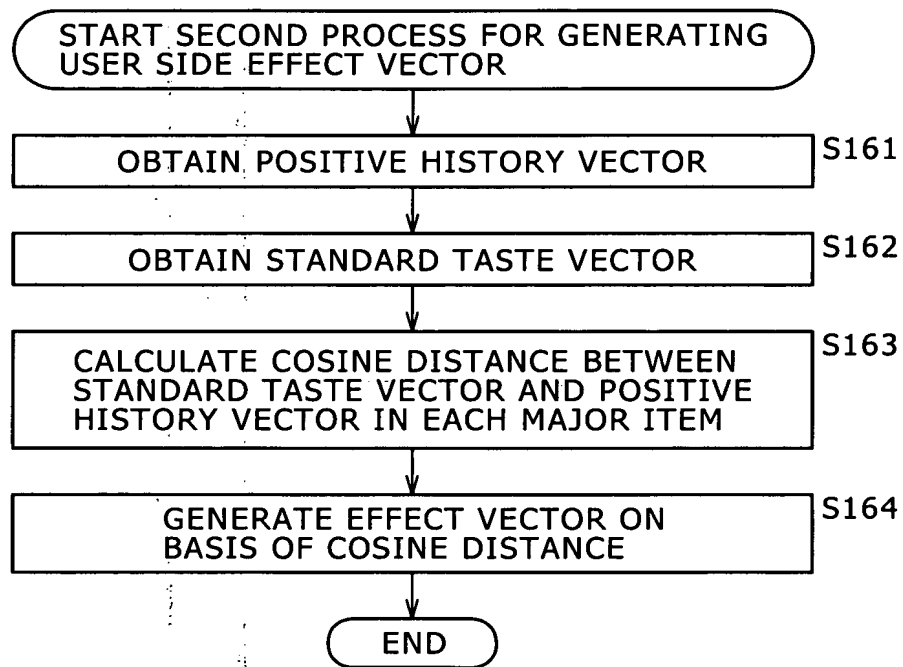 START SECOND PROCESS FOR GENERATING
USER SIDE EFFECT VECTOR
OBTAIN POSITIVE HISTORY VECTOR
S161
OBTAIN STANDARD TASTE VECTOR
S162
CALCULATE COSINE DISTANCE BETWEEN
STANDARD TASTE VECTOR AND POSITIVE
HISTORY VECTOR IN EACH MAJOR ITEM
S163
GENERATE EFFECT VECTOR ON
BASIS OF COSINE DISTANCE
S164
END